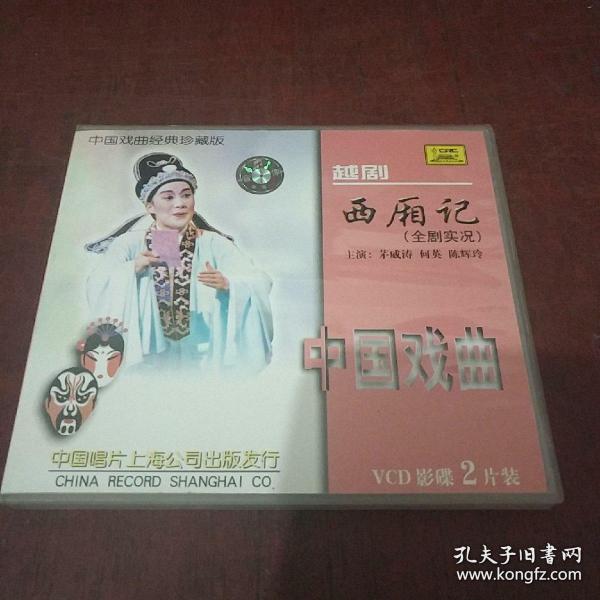 中国戏曲经典珍藏版
CRC
越剧
西厢记
(全剧实况)
主演: 茅威涛 何英 陈辉玲
中国戏曲
中国唱片上海公司出版发行
CHINA RECORD SHANGHAI CO.
VCD 影碟 2 片装
孔夫子旧书网
www.kongfz.com